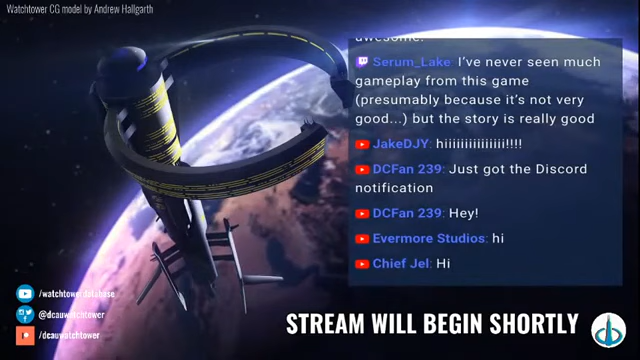 Watchtower CG model by Andrew Hallgarth
awesome.
Serum_Lake: I've never seen much
gameplay from this game
(presumably because it's not very
good...) but the story is really good
JakeDJY: hiiiiiiiiiiiiiii!!!!
DCFan 239: Just got the Discord
notification
DCFan 239: Hey!
Evermore Studios: hi
Chief Jel: Hi
/watchtowerdatabase
@dcauwatchtower
/dcauwatchtower
STREAM WILL BEGIN SHORTLY